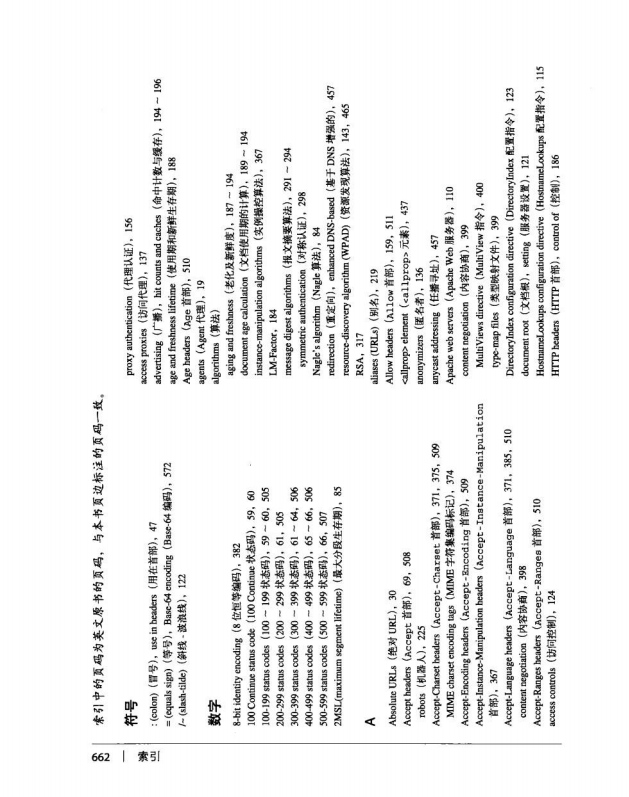 索引中的页码为英文原书的页码，与本书页边标注的页码一致。
符号
: (colon)（冒号）, use in headers（用在首部）, 47
= (equals sign)（等号）, Base-64 encoding（Base-64 编码）, 572
/~ (slash-tilde)（斜线 - 波浪线）, 122
数字
8-bit identity encoding（8 位恒等编码）, 382
100 Continue status code（100 Continue 状态码）, 59, 60
100-199 status codes（100 ~ 199 状态码）, 59 ~ 60, 505
200-299 status codes（200 ~ 299 状态码）, 61, 505
300-399 status codes（300 ~ 399 状态码）, 61 ~ 64, 506
400-499 status codes（400 ~ 499 状态码）, 65 ~ 66, 506
500-599 status codes（500 ~ 599 状态码）, 66, 507
2MSL(maximum segment lifetime)（最大分段生存期）, 85
A
Absolute URLs（绝对 URL）, 30
Accept headers（Accept 首部）, 69, 508
robots（机器人）, 225
Accept-Charset headers（Accept-Charset 首部）, 371, 375, 509
MIME charset encoding tags（MIME 字符集编码标记）, 374
Accept-Encoding headers（Accept-Encoding 首部）, 509
Accept-Instance-Manipulation headers（Accept-Instance-Manipulation
首部）, 367
Accept-Language headers（Accept-Language 首部）, 371, 385, 510
content negotiation（内容协商）, 398
Accept-Ranges headers（Accept-Ranges 首部）, 510
access controls（访问控制）, 124
proxy authentication（代理认证）, 156
access proxies（访问代理）, 137
advertising（广播）, hit counts and caches（命中计数与缓存）, 194 ~ 196
age and freshness lifetime（使用期和新鲜生存期）, 188
Age headers（Age 首部）, 510
agents（Agent 代理）, 19
algorithms（算法）
aging and freshness（老化及新鲜度）, 187 ~ 194
document age calculation（文档使用期的计算）, 189 ~ 194
instance-manipulation algorithms（实例操控算法）, 367
LM-Factor, 184
message digest algorithms（报文摘要算法）, 291 ~ 294
symmetric authentication（对称认证）, 298
Nagle's algorithm（Nagle 算法）, 84
redirection（重定向）, enhanced DNS-based（基于 DNS 增强的）, 457
resource-discovery algorithm (WPAD)（资源发现算法）, 143, 465
RSA, 317
aliases (URLs)（别名）, 219
Allow headers（Allow 首部）, 159, 511
<allprop> element（<allprop> 元素）, 437
anonymizers（匿名者）, 136
anycast addressing（任播寻址）, 457
Apache web servers（Apache Web 服务器）, 110
content negotiation（内容协商）, 399
MultiViews directive（MultiView 指令）, 400
type-map files（类型映射文件）, 399
DirectoryIndex configuration directive（DirectoryIndex 配置指令）, 123
document root（文档根）, setting（服务器设置）, 121
HostnameLookups configuration directive（HostnameLookups 配置指令）, 115
HTTP headers（HTTP 首部）, control of（控制）, 186
662 | 索引